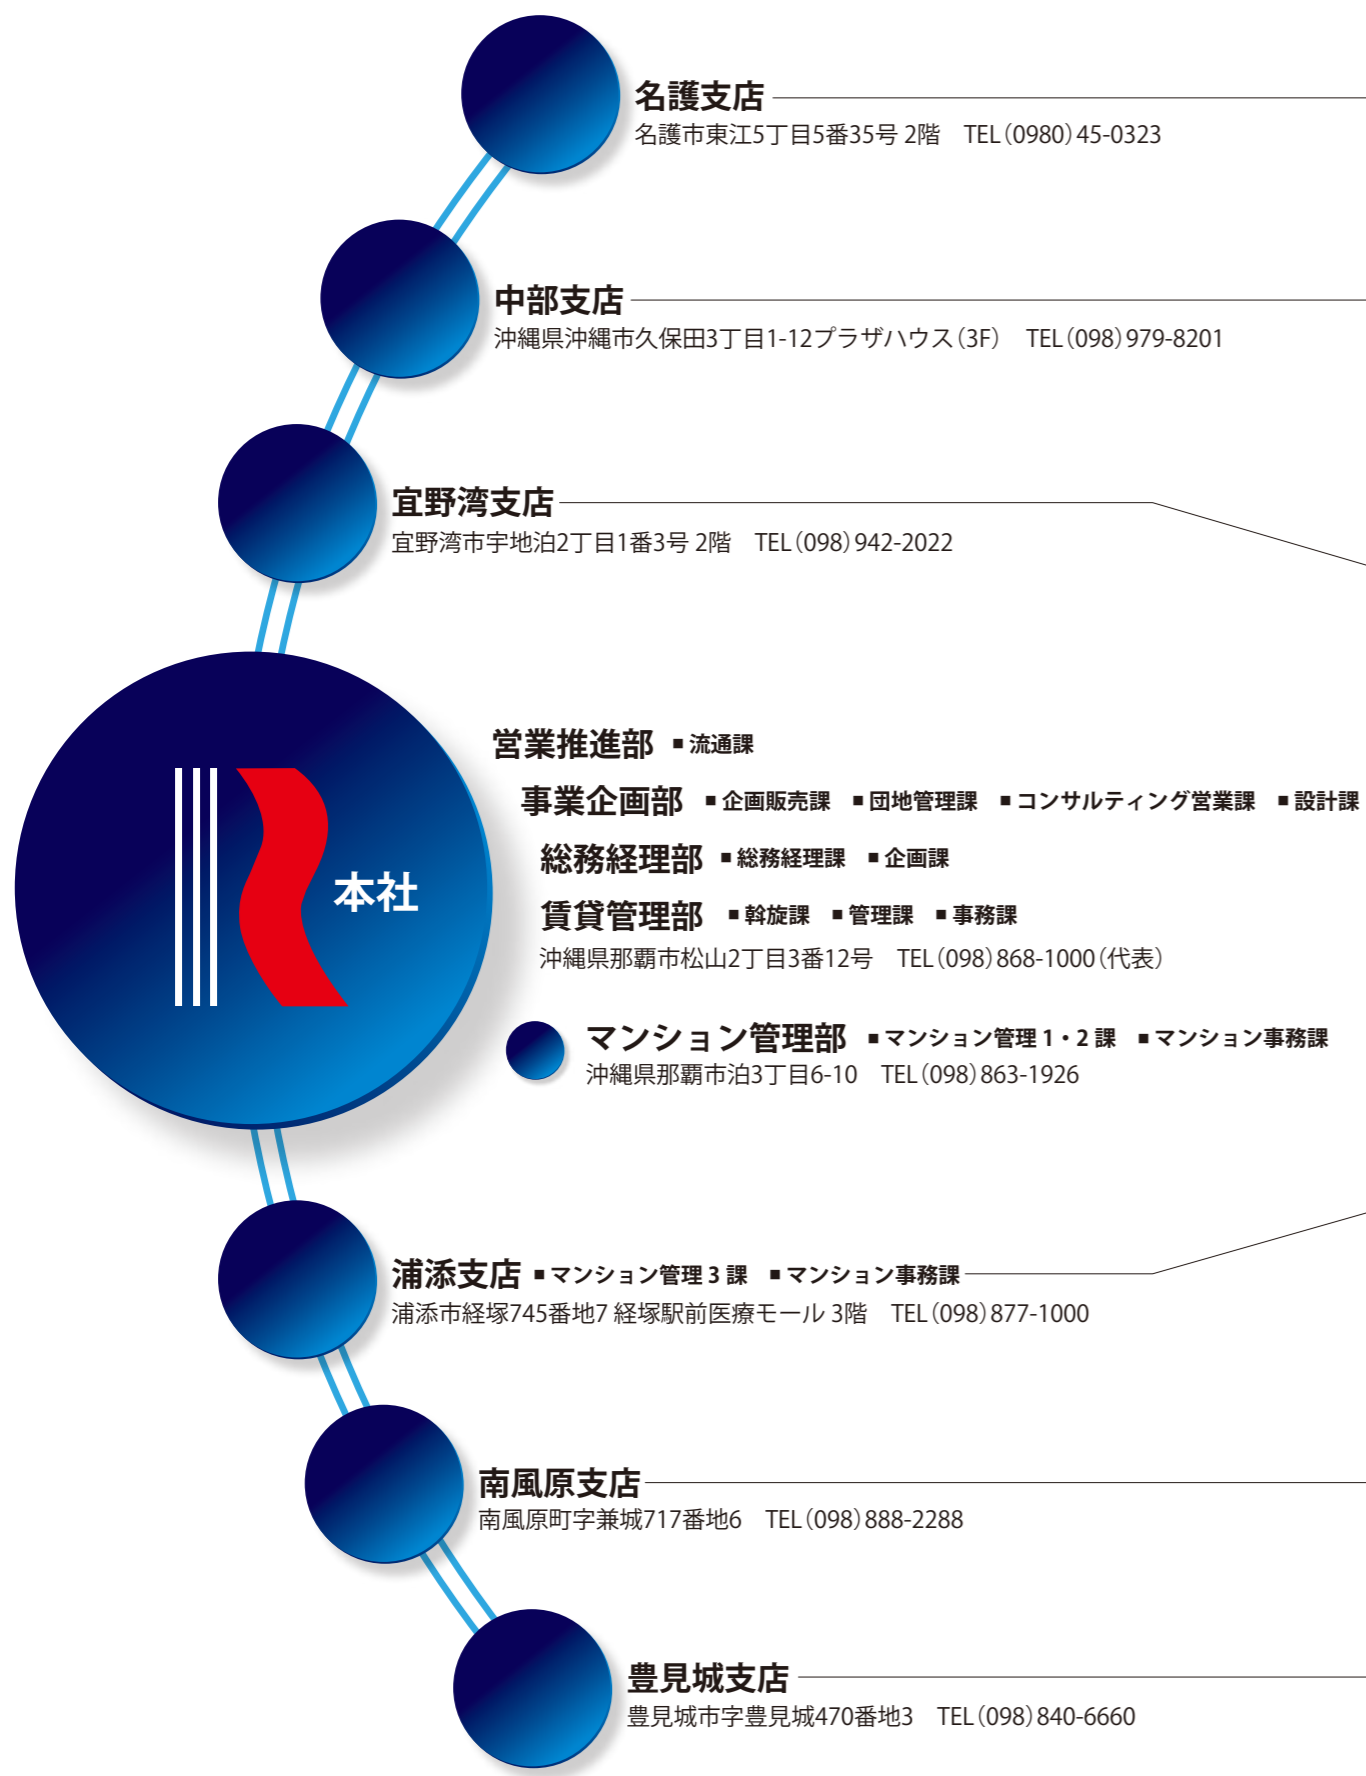 名護支店
名護市東江5丁目5番35号 2階　TEL(0980)45-0323
中部支店
沖縄県沖縄市久保田3丁目1-12プラザハウス(3F)　TEL(098)979-8201
宜野湾支店
宜野湾市宇地泊2丁目1番3号 2階　TEL(098)942-2022
営業推進部 ■流通課
事業企画部 ■企画販売課 ■団地管理課 ■コンサルティング営業課 ■設計課
総務経理部 ■総務経理課 ■企画課
本社
賃貸管理部 ■斡旋課 ■管理課 ■事務課
沖縄県那覇市松山2丁目3番12号　TEL(098)868-1000(代表)
マンション管理部 ■マンション管理1・2課 ■マンション事務課
沖縄県那覇市泊3丁目6-10　TEL(098)863-1926
浦添支店 ■マンション管理3課 ■マンション事務課
浦添市経塚745番地7 経塚駅前医療モール 3階　TEL(098)877-1000
南風原支店
南風原町字兼城717番地6　TEL(098)888-2288
豊見城支店
豊見城市字豊見城470番地3　TEL(098)840-6660